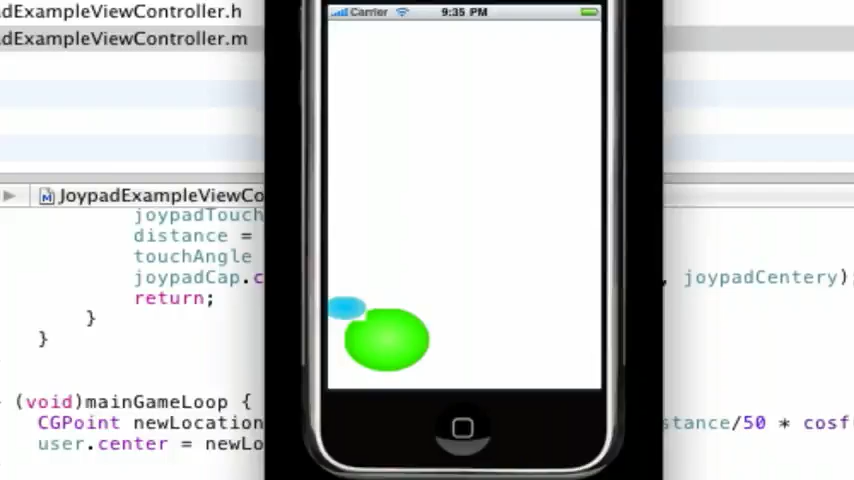 dExampleViewController.h
adExampleViewController.m
Carrier 9:35 PM
JoypadExampleViewCo
joypadTouch
distance =
touchAngle
joypadCap.c , joypadCentery);
return;
}
}
(void)mainGameLoop {
CGPoint newLocation stance/50 * cosf(
user.center = newLo